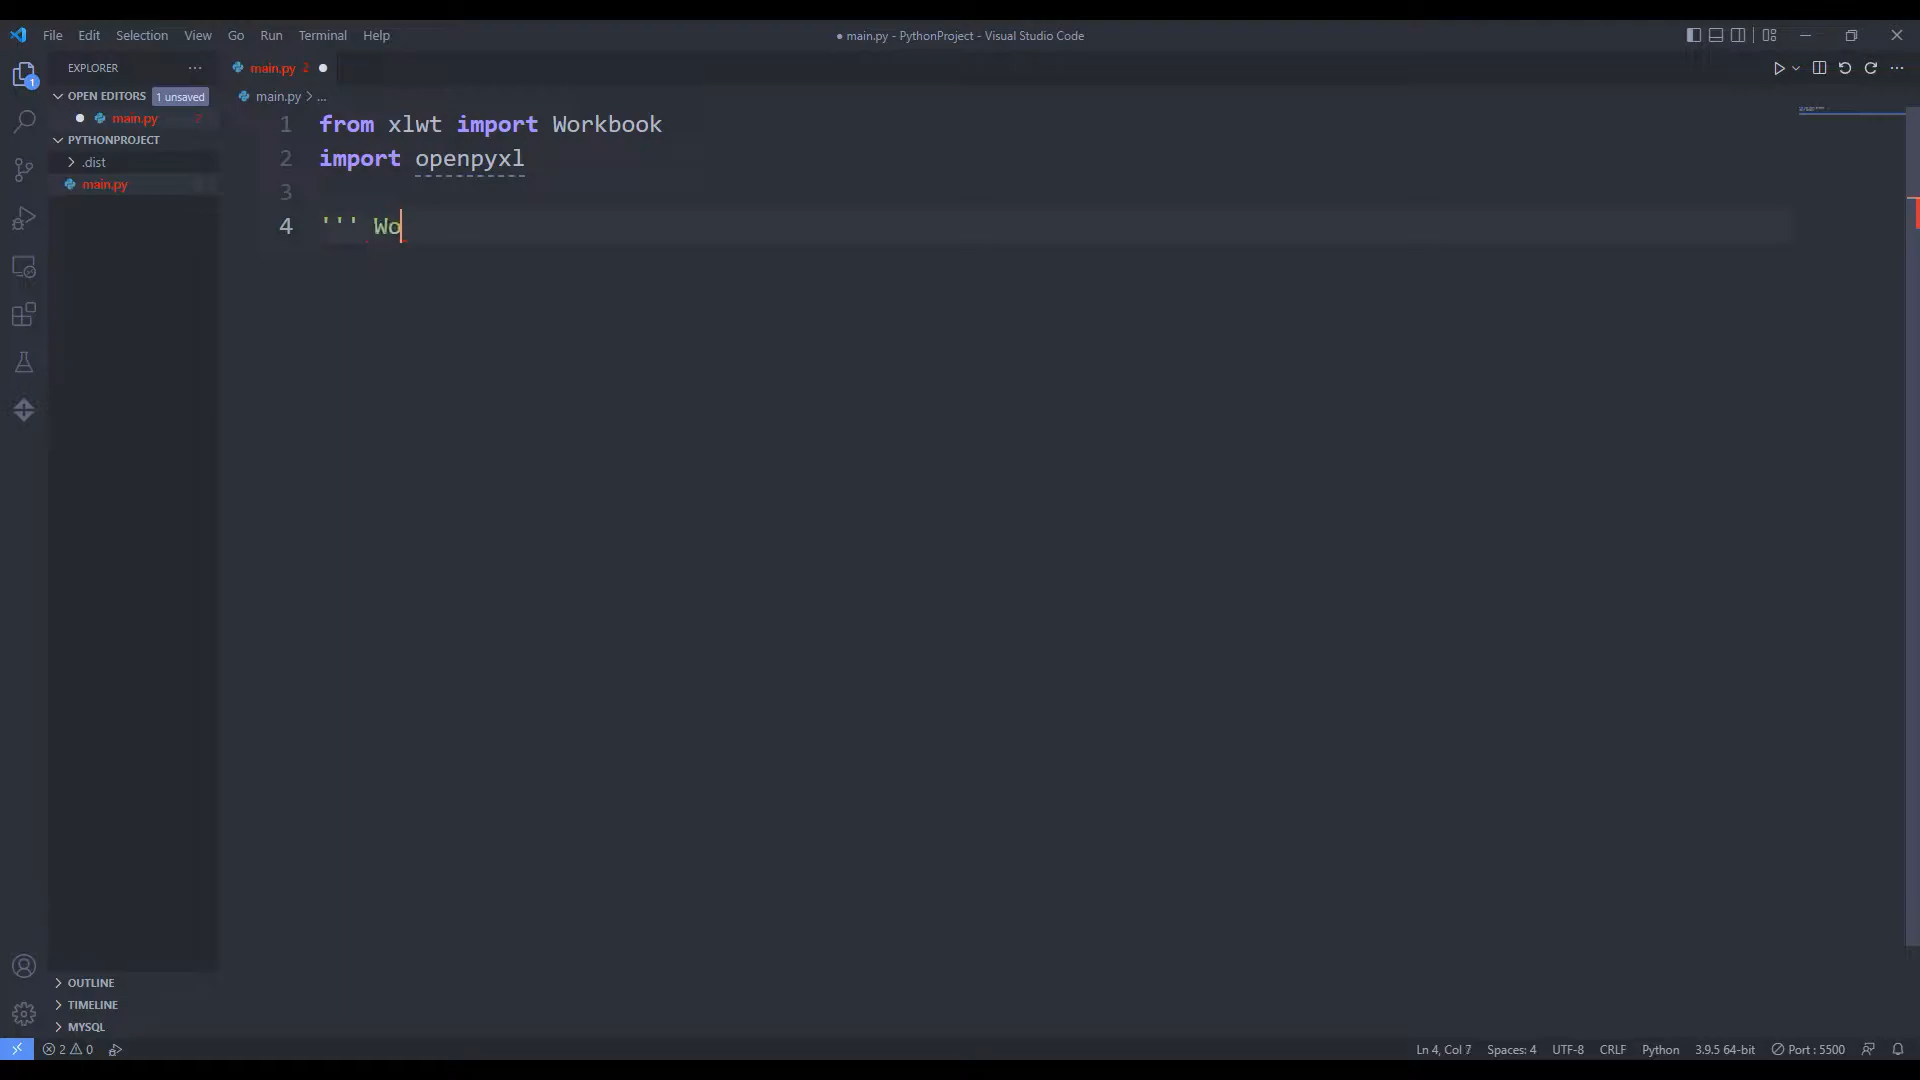 File Edit Selection View Go Run Terminal Help
● main.py - PythonProject - Visual Studio Code
EXPLORER
main.py 2
OPEN EDITORS 1 unsaved
main.py > ...
main.py 2
PYTHONPROJECT
.dist
main.py
1 from xlwt import Workbook
2 import openpyxl
3
4 ''' Wo
1
OUTLINE
TIMELINE
MYSQL
2 0
Ln 4, Col 7 Spaces: 4 UTF-8 CRLF Python 3.9.5 64-bit Port : 5500